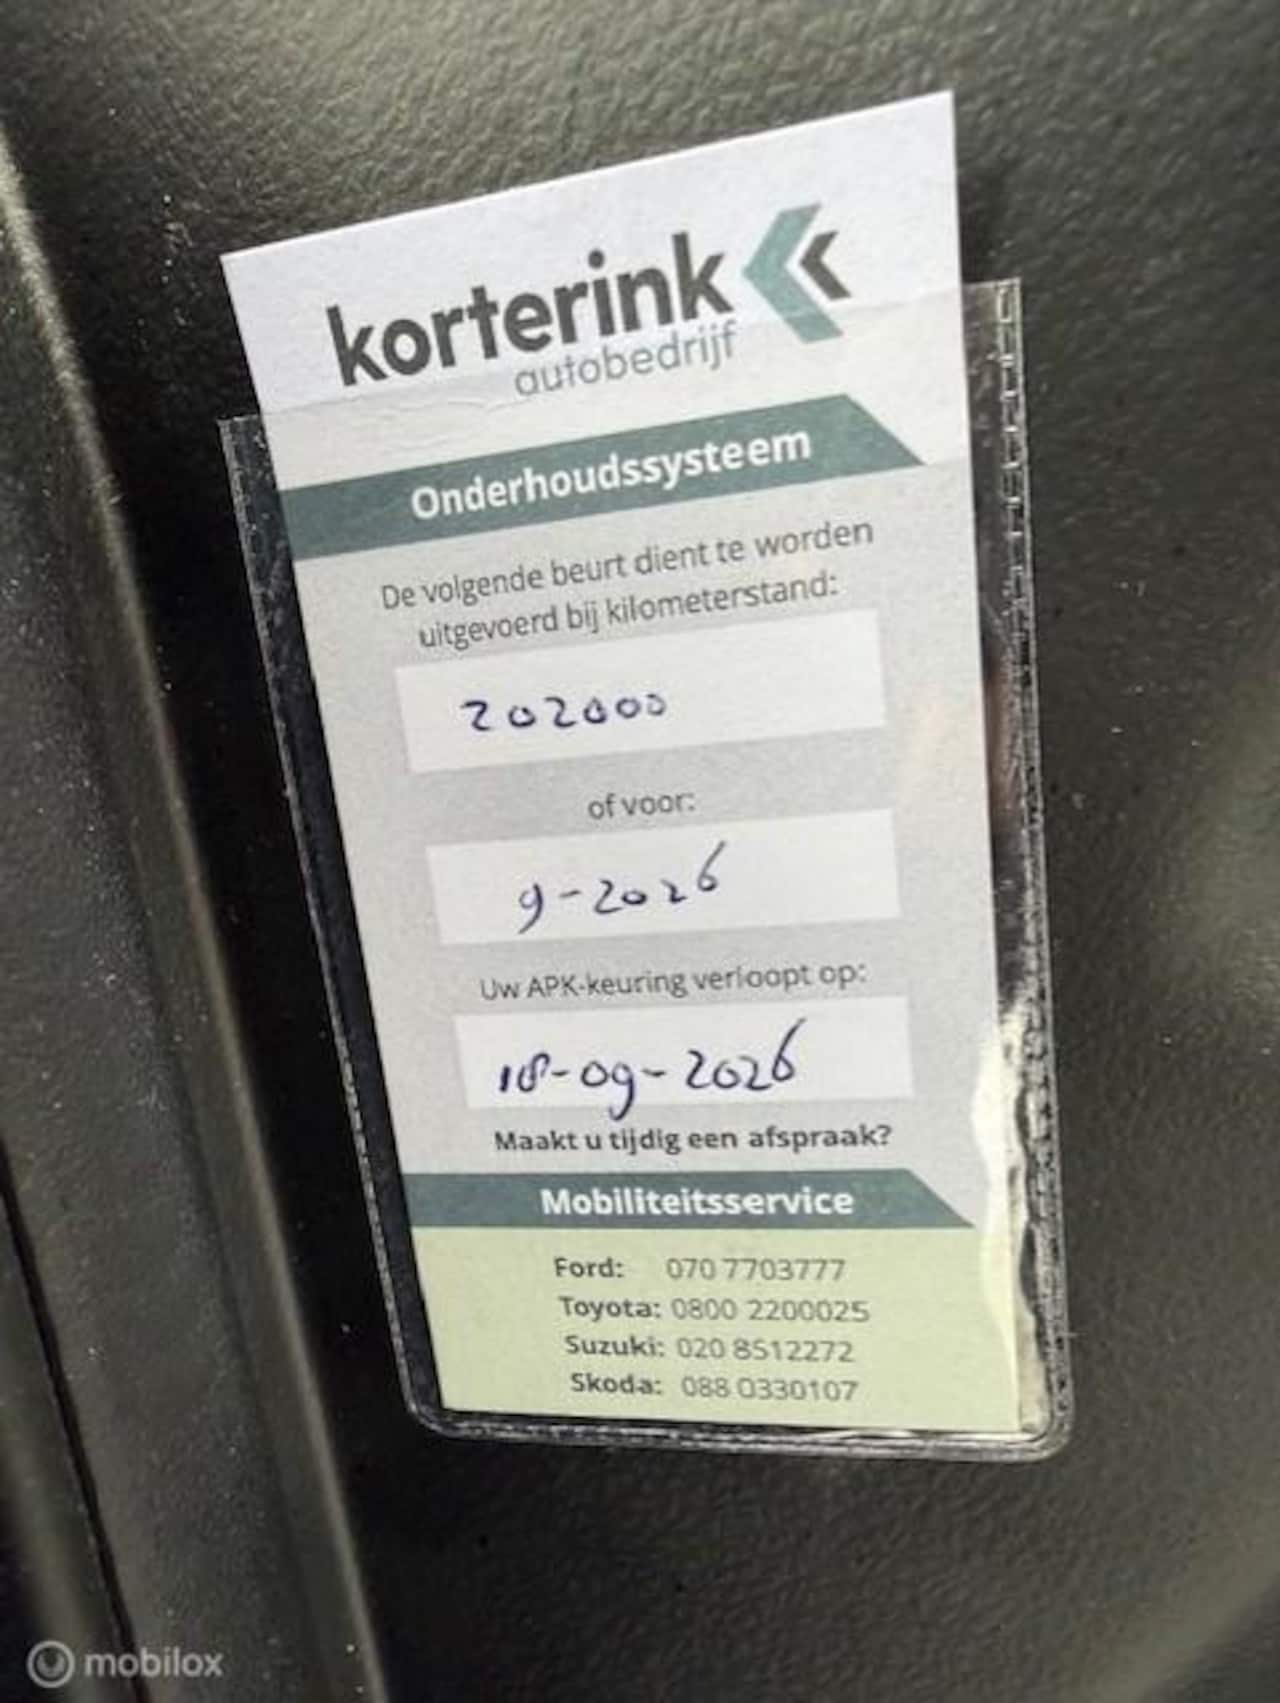 korterink
autobedrijf
Onderhoudssysteem
De volgende beurt dient te worden
uitgevoerd bij kilometerstand:
202000
of voor:
9-2026
Uw APK-keuring verloopt op:
18-09-2026
Maakt u tijdig een afspraak?
Mobiliteitsservice
Ford: 070 7703777
Toyota: 0800 2200025
Suzuki: 020 8512272
Skoda: 088 0330107
mobilox